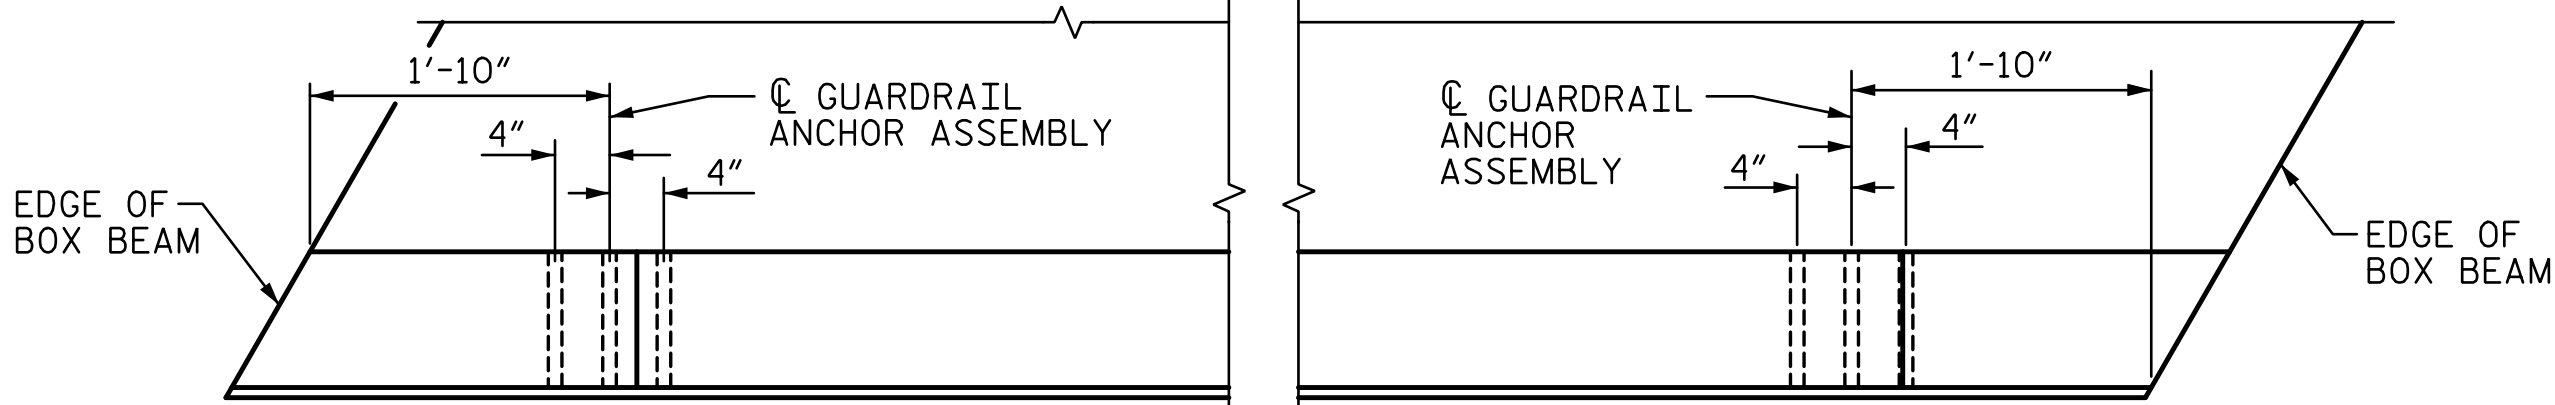 1'-10"
℄ GUARDRAIL
ANCHOR ASSEMBLY
4"
4"
EDGE OF
BOX BEAM
1'-10"
℄ GUARDRAIL
ANCHOR
ASSEMBLY
4"
4"
EDGE OF
BOX BEAM